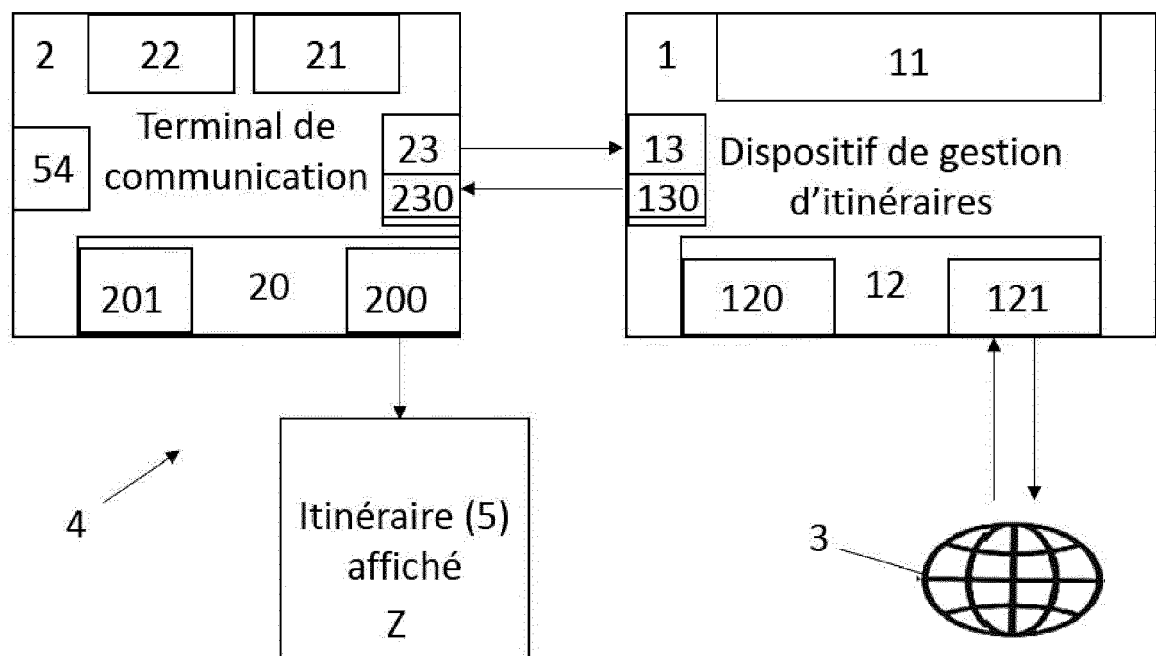 2
22
21
Terminal de
communication
54
23
230
201
20
200
1
11
13
130
Dispositif de gestion
d'itinéraires
120
12
121
4
Itinéraire (5)
affiché
Z
3